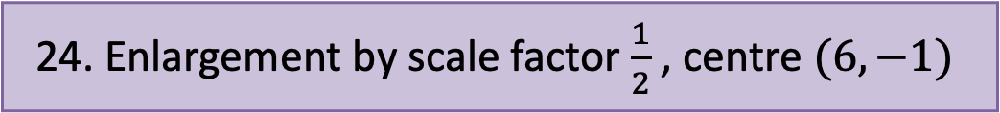 24. Enlargement by scale factor 1/2, centre (6, −1)